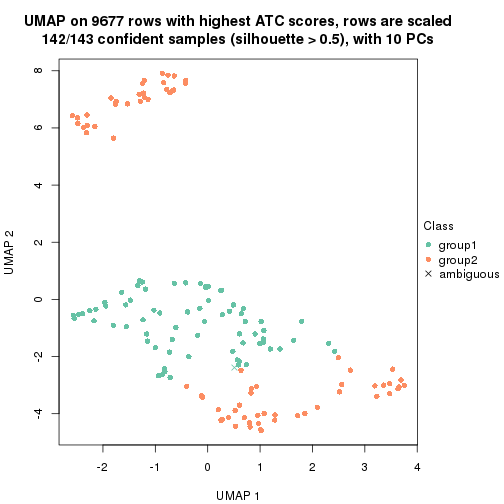 UMAP on 9677 rows with highest ATC scores, rows are scaled
142/143 confident samples (silhouette > 0.5), with 10 PCs
8
6
4
2
0
-2
-4
UMAP 2
-2
-1
0
1
2
3
4
UMAP 1
Class
group1
group2
ambiguous